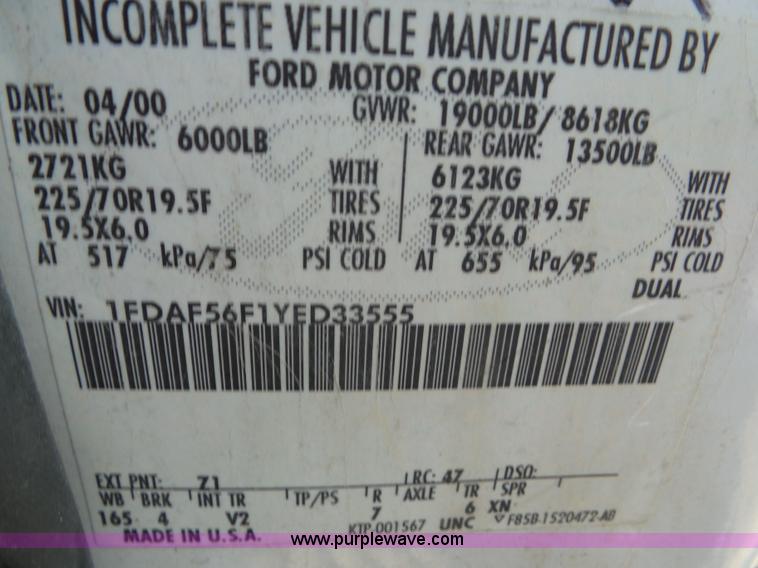 INCOMPLETE VEHICLE MANUFACTURED BY
FORD MOTOR COMPANY
DATE: 04/00 GVWR: 19000LB/ 8618KG
FRONT GAWR: 6000LB REAR GAWR: 13500LB
2721KG WITH 6123KG WITH
225/70R19.5F TIRES 225/70R19.5F TIRES
19.5X6.0 RIMS 19.5X6.0 RIMS
AT 517 kPa/75 PSI COLD AT 655 kPa/95 PSI COLD
DUAL
VIN: 1FDAF56F1YED33555
EXT PNT: Z1 RC: 47 DSO:
WB BRK INT TR TP/PS R AXLE TR SPR
165 4 V2 7 6 XN
KTP-001567 UNC F85B-1520472-AB
MADE IN U.S.A.
www.purplewave.com